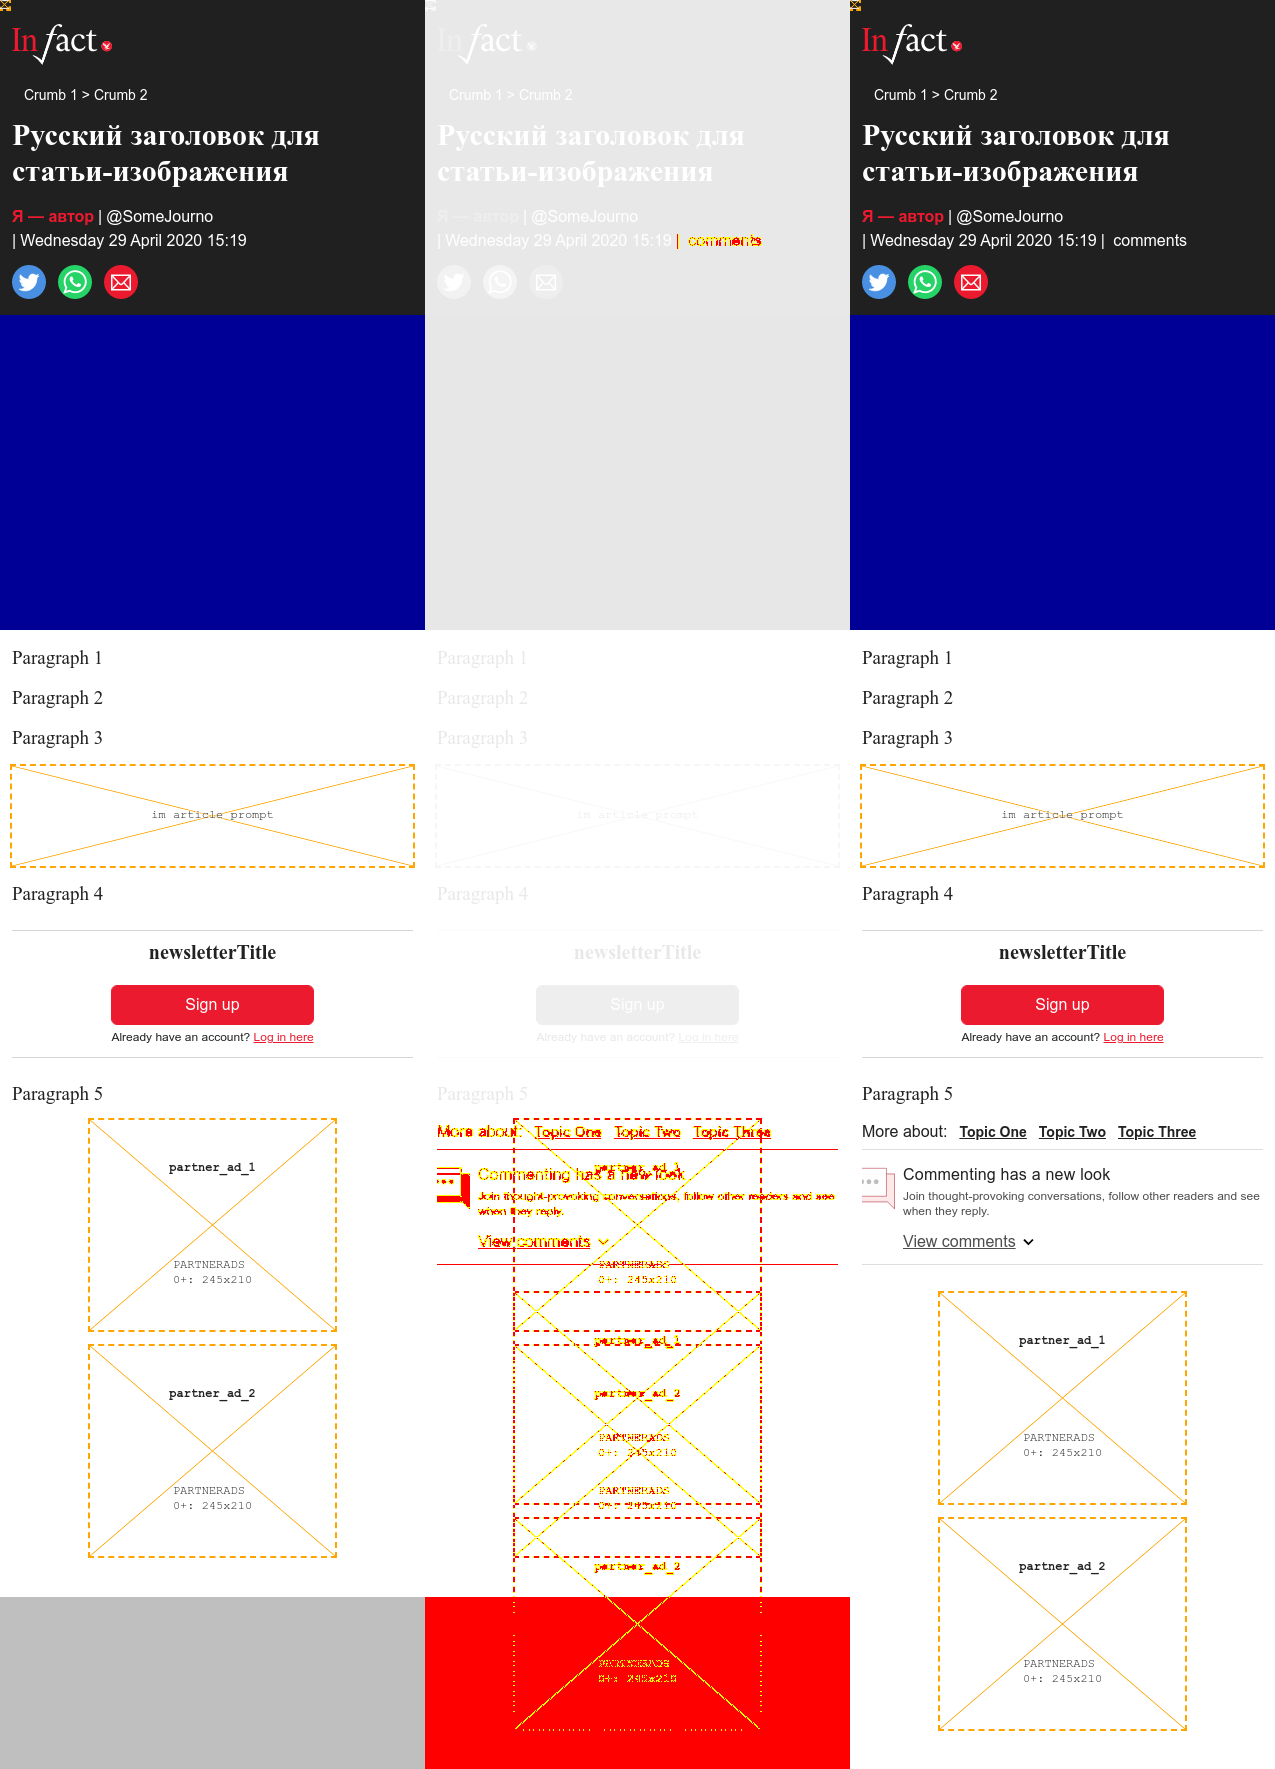 In fact
Crumb 1 > Crumb 2
Русский заголовок для
статьи-изображения
Я — автор | @SomeJourno
| Wednesday 29 April 2020 15:19
Paragraph 1
Paragraph 2
Paragraph 3
im article prompt
Paragraph 4
newsletterTitle
Sign up
Already have an account? Log in here
Paragraph 5
partner_ad_1
PARTNERADS
0+: 245x210
partner_ad_2
PARTNERADS
0+: 245x210
In fact
Crumb 1 > Crumb 2
Русский заголовок для
статьи-изображения
Я — автор | @SomeJourno
| Wednesday 29 April 2020 15:19 | comments
Paragraph 1
Paragraph 2
Paragraph 3
im article prompt
Paragraph 4
newsletterTitle
Sign up
Already have an account? Log in here
Paragraph 5
More about: Topic One Topic Two Topic Three
partner_ad_1
Commenting has a new look
Join thought-provoking conversations, follow other readers and see
when they reply.
View comments
PARTNERADS
0+: 245x210
partner_ad_1
partner_ad_2
PARTNERADS
0+: 245x210
PARTNERADS
0+: 245x210
partner_ad_2
PARTNERADS
0+: 245x210
In fact
Crumb 1 > Crumb 2
Русский заголовок для
статьи-изображения
Я — автор | @SomeJourno
| Wednesday 29 April 2020 15:19 | comments
Paragraph 1
Paragraph 2
Paragraph 3
im article prompt
Paragraph 4
newsletterTitle
Sign up
Already have an account? Log in here
Paragraph 5
More about: Topic One Topic Two Topic Three
Commenting has a new look
Join thought-provoking conversations, follow other readers and see
when they reply.
View comments
partner_ad_1
PARTNERADS
0+: 245x210
partner_ad_2
PARTNERADS
0+: 245x210